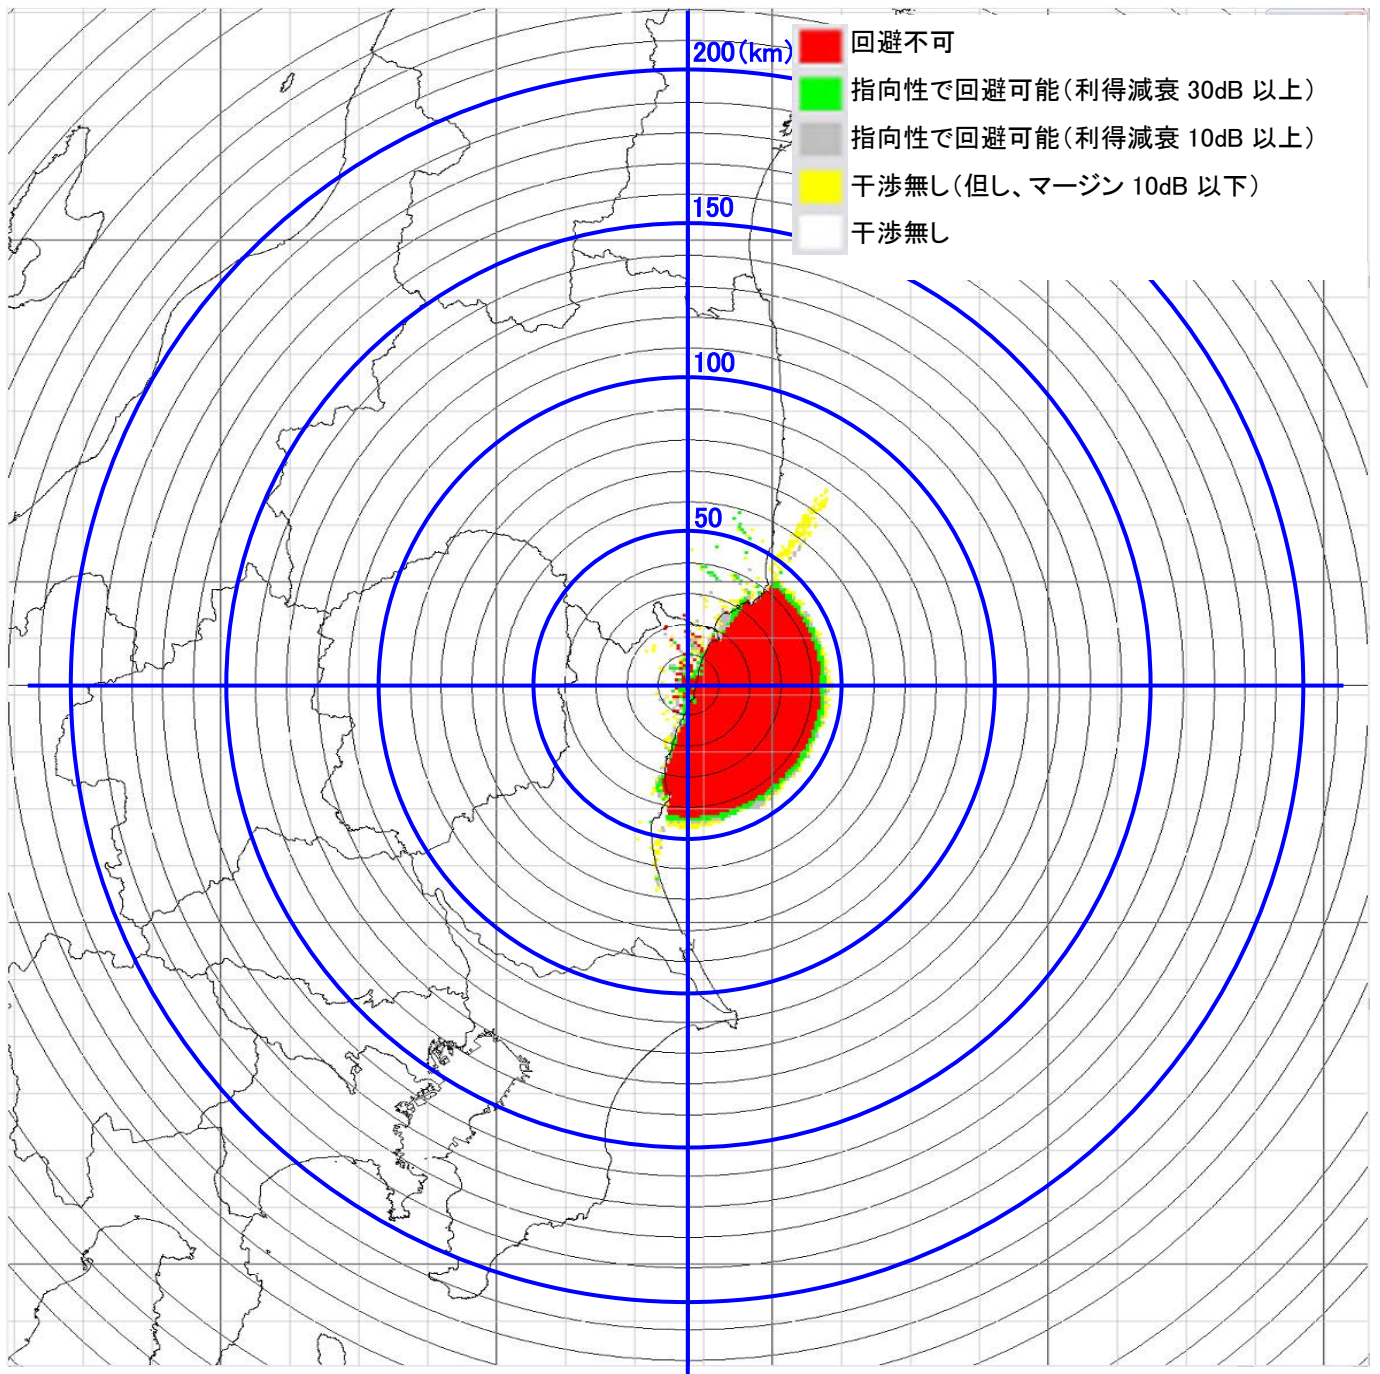 200(km)
回避不可
指向性で回避可能(利得減衰 30dB 以上)
指向性で回避可能(利得減衰 10dB 以上)
干渉無し(但し、マージン 10dB 以下)
干渉無し
150
100
50